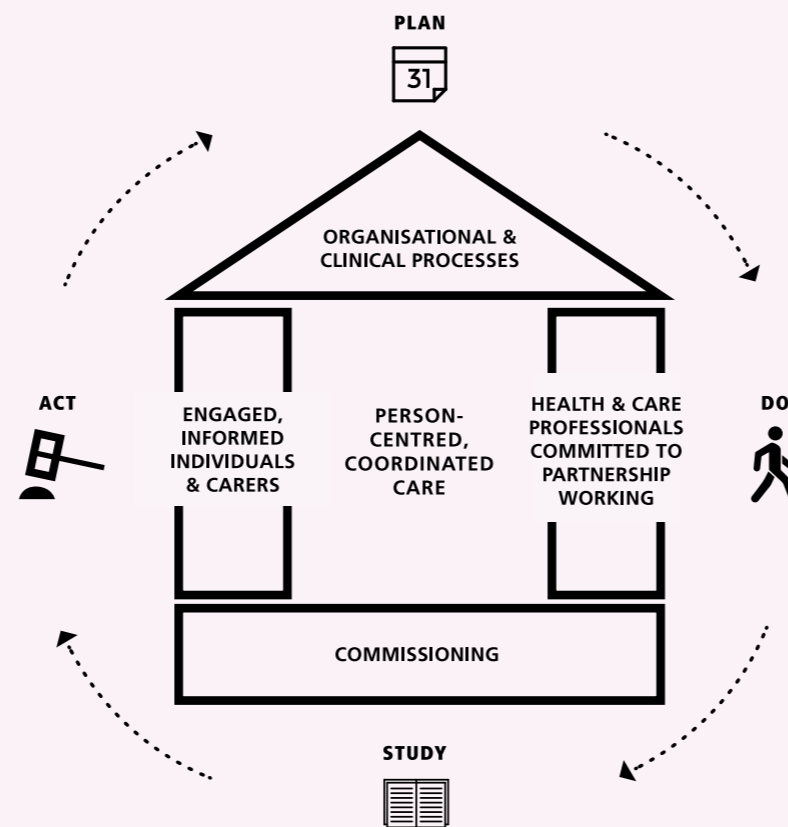 PLAN
31
ORGANISATIONAL &
CLINICAL PROCESSES
ACT
ENGAGED,
INFORMED
INDIVIDUALS
& CARERS
PERSON-
CENTRED,
COORDINATED
CARE
HEALTH & CARE
PROFESSIONALS
COMMITTED TO
PARTNERSHIP
WORKING
DO
COMMISSIONING
STUDY